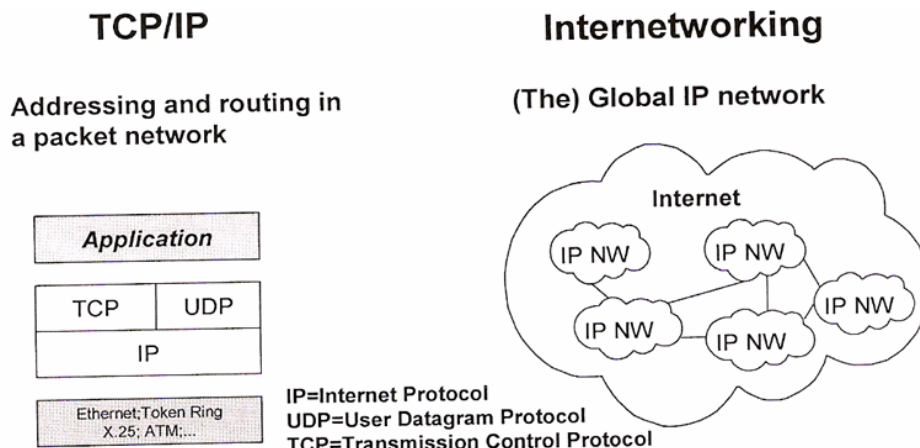 TCP/IP
Addressing and routing in
a packet network
Application
TCP UDP
IP
Ethernet;Token Ring
X.25; ATM;...
IP=Internet Protocol
UDP=User Datagram Protocol
TCP=Transmission Control Protocol
Internetworking
(The) Global IP network
Internet
IP NW
IP NW
IP NW
IP NW
IP NW